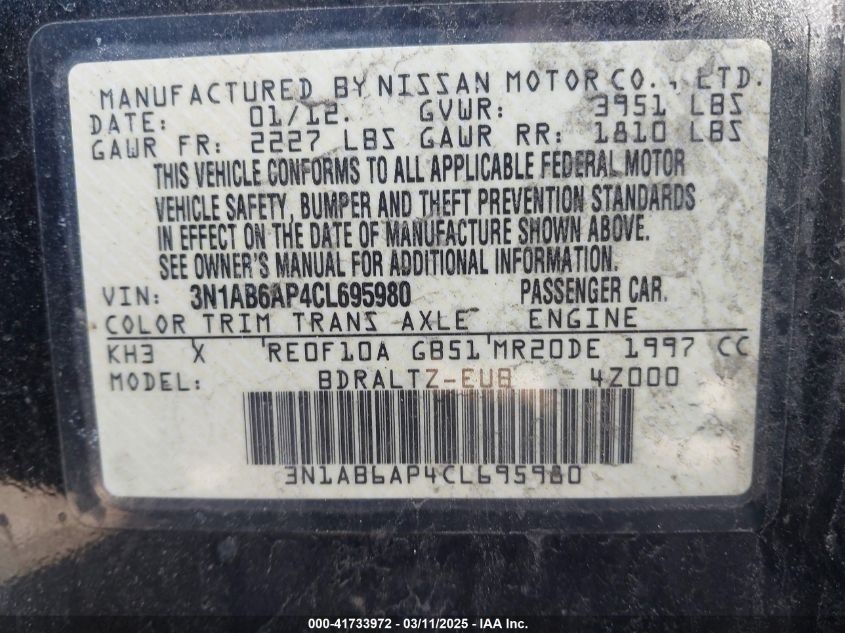 MANUFACTURED BY NISSAN MOTOR CO., LTD.
DATE: 01/12. GVWR: 3951 LBS
GAWR FR: 2227 LBS GAWR RR: 1810 LBS
THIS VEHICLE CONFORMS TO ALL APPLICABLE FEDERAL MOTOR
VEHICLE SAFETY, BUMPER AND THEFT PREVENTION STANDARDS
IN EFFECT ON THE DATE OF MANUFACTURE SHOWN ABOVE.
SEE OWNER'S MANUAL FOR ADDITIONAL INFORMATION.
VIN: 3N1AB6AP4CL695980 PASSENGER CAR.
COLOR TRIM TRANS AXLE ENGINE
KH3 X RE0F10A GB51 MR20DE 1997 CC
MODEL: BDRALTZ-EUB 4Z000
3N1AB6AP4CL695980
000-41733972 - 03/11/2025 - IAA Inc.